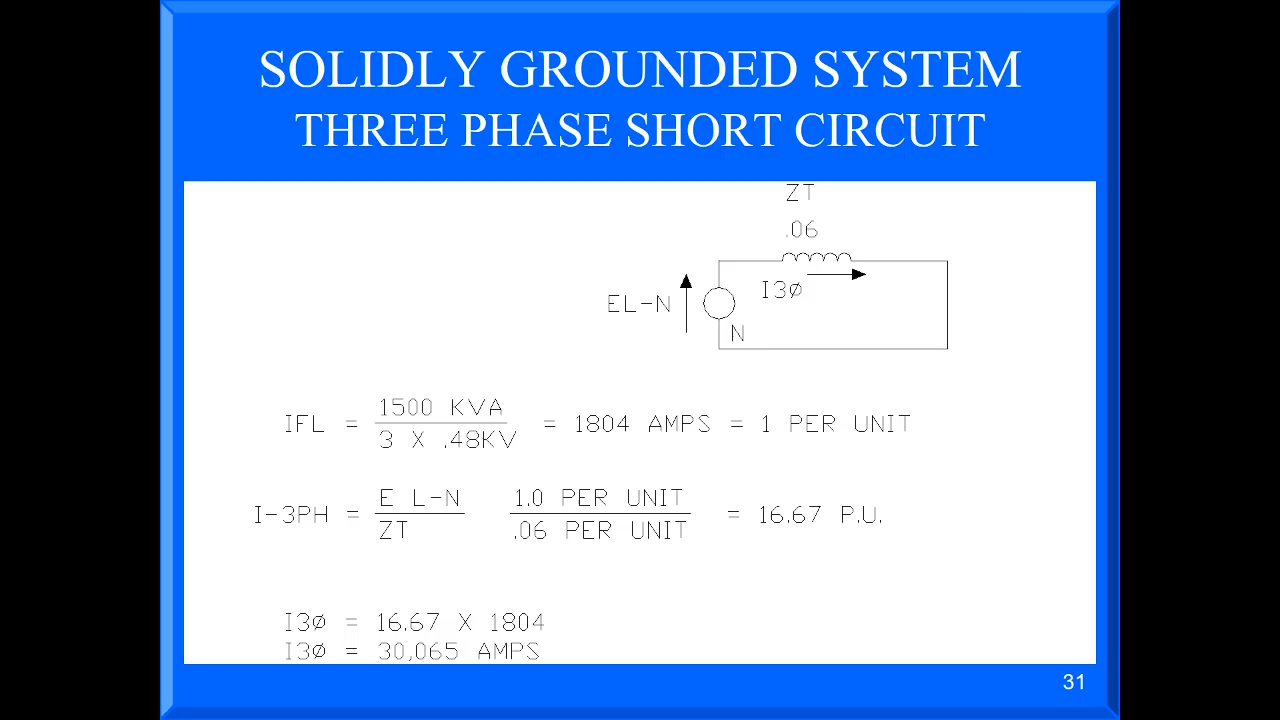 SOLIDLY GROUNDED SYSTEM
THREE PHASE SHORT CIRCUIT
ZT
.06
I3ø
EL-N
N
IFL = 1500 KVA / 3 X .48KV = 1804 AMPS = 1 PER UNIT
I-3PH = E L-N / ZT 1.0 PER UNIT / .06 PER UNIT = 16.67 P.U.
I3ø = 16.67 X 1804
I3ø = 30,065 AMPS
31